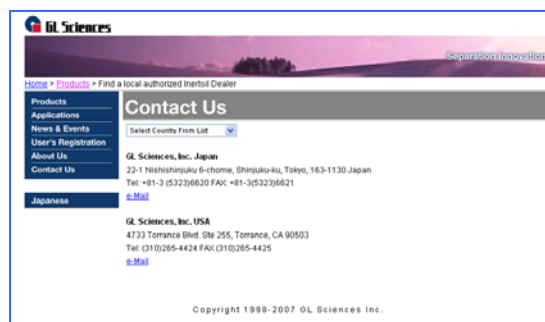 GL Sciences
Separation Innovation
Home > Products > Find a local authorized Inertsil Dealer
Products
Applications
News & Events
User's Registration
About Us
Contact Us
Japanese
Contact Us
Select Country From List
GL Sciences, Inc. Japan
22-1 Nishishinjuku 6-chome, Shinjuku-ku, Tokyo, 163-1130 Japan
Tel: +81-3 (5323)6620 FAX: +81-3(5323)6621
e-Mail
GL Sciences, Inc. USA
4733 Torrance Blvd. Ste 255, Torrance, CA 90503
Tel: (310)265-4424 FAX (310)265-4425
e-Mail
Copyright 1998-2007 GL Sciences Inc.